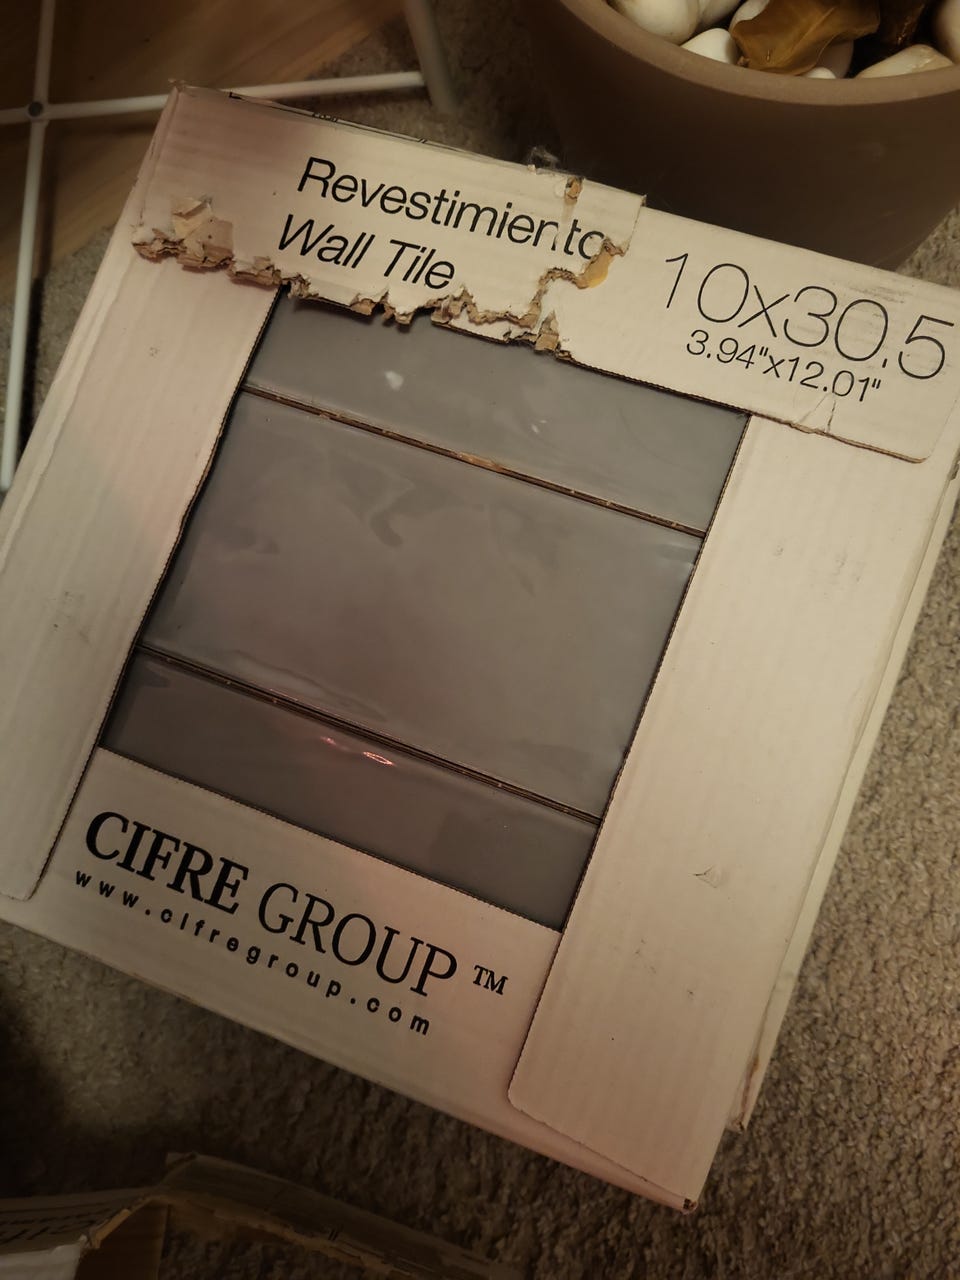 Revestimiento
Wall Tile
10x30.5
3.94"x12.01"
CIFRE GROUP ™
www.cifregroup.com